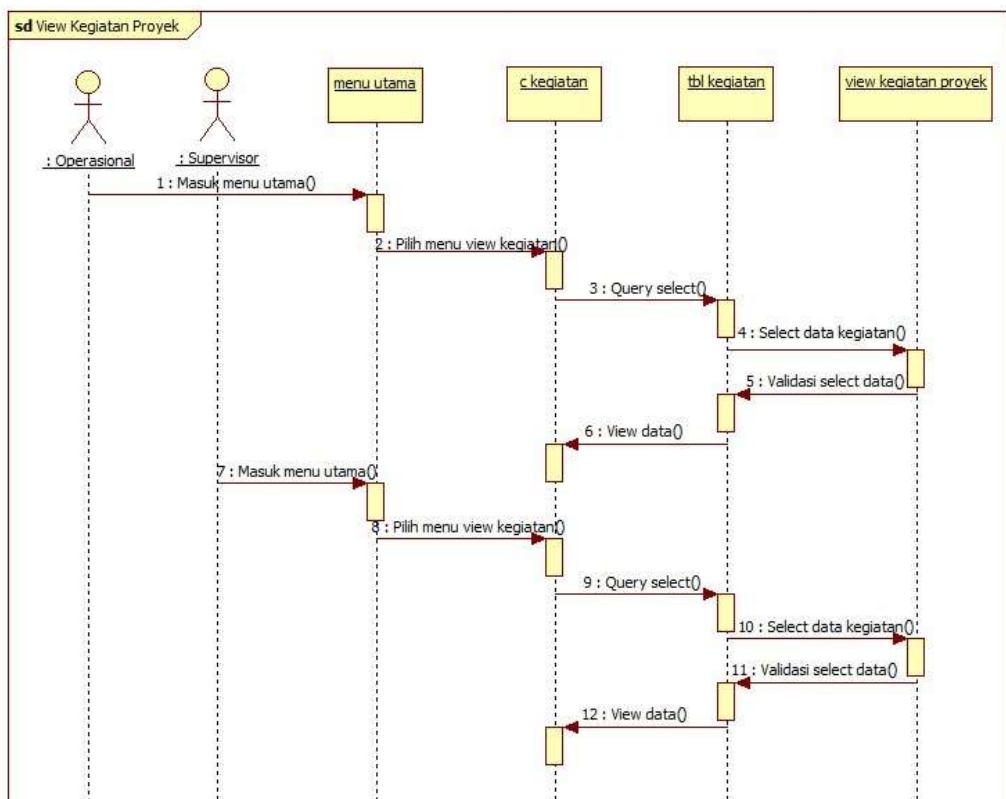 sd View Kegiatan Proyek
menu utama
c kegiatan
tbl kegiatan
view kegiatan proyek
: Operasional
: Supervisor
1 : Masuk menu utama()
2 : Pilih menu view kegiatan()
3 : Query select()
4 : Select data kegiatan()
5 : Validasi select data()
6 : View data()
7 : Masuk menu utama()
8 : Pilih menu view kegiatan()
9 : Query select()
10 : Select data kegiatan()
11 : Validasi select data()
12 : View data()